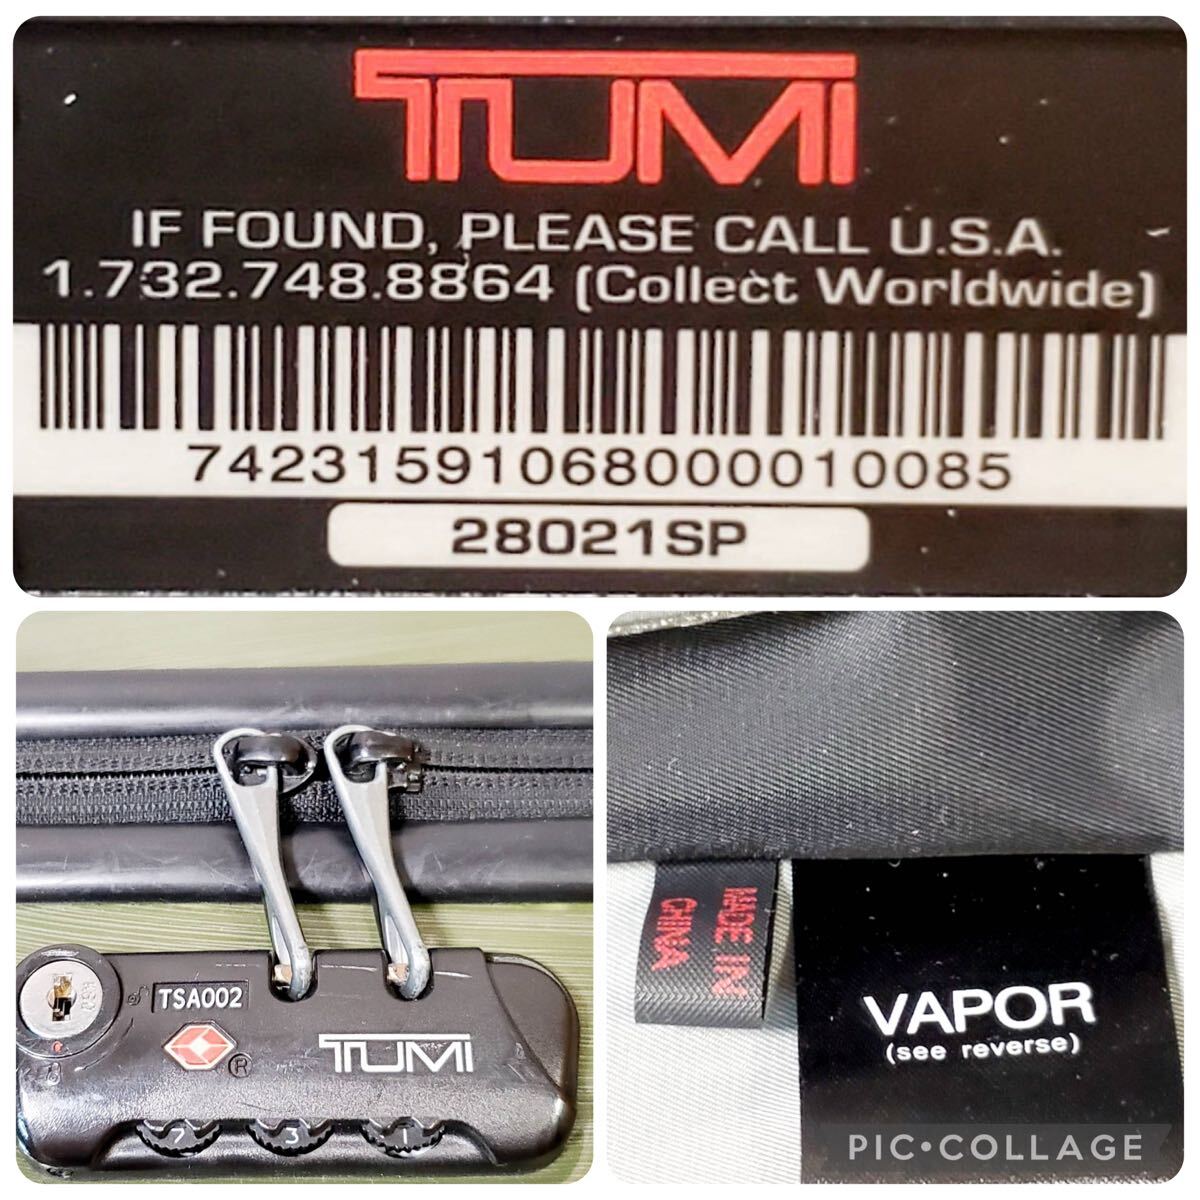 TUMI
IF FOUND, PLEASE CALL U.S.A.
1.732.748.8864 (Collect Worldwide)
74231591068000010085
28021SP
TSA002
®
TUMI
7 3 1
MADE IN
CHINA
VAPOR
(see reverse)
PIC•COLLAGE